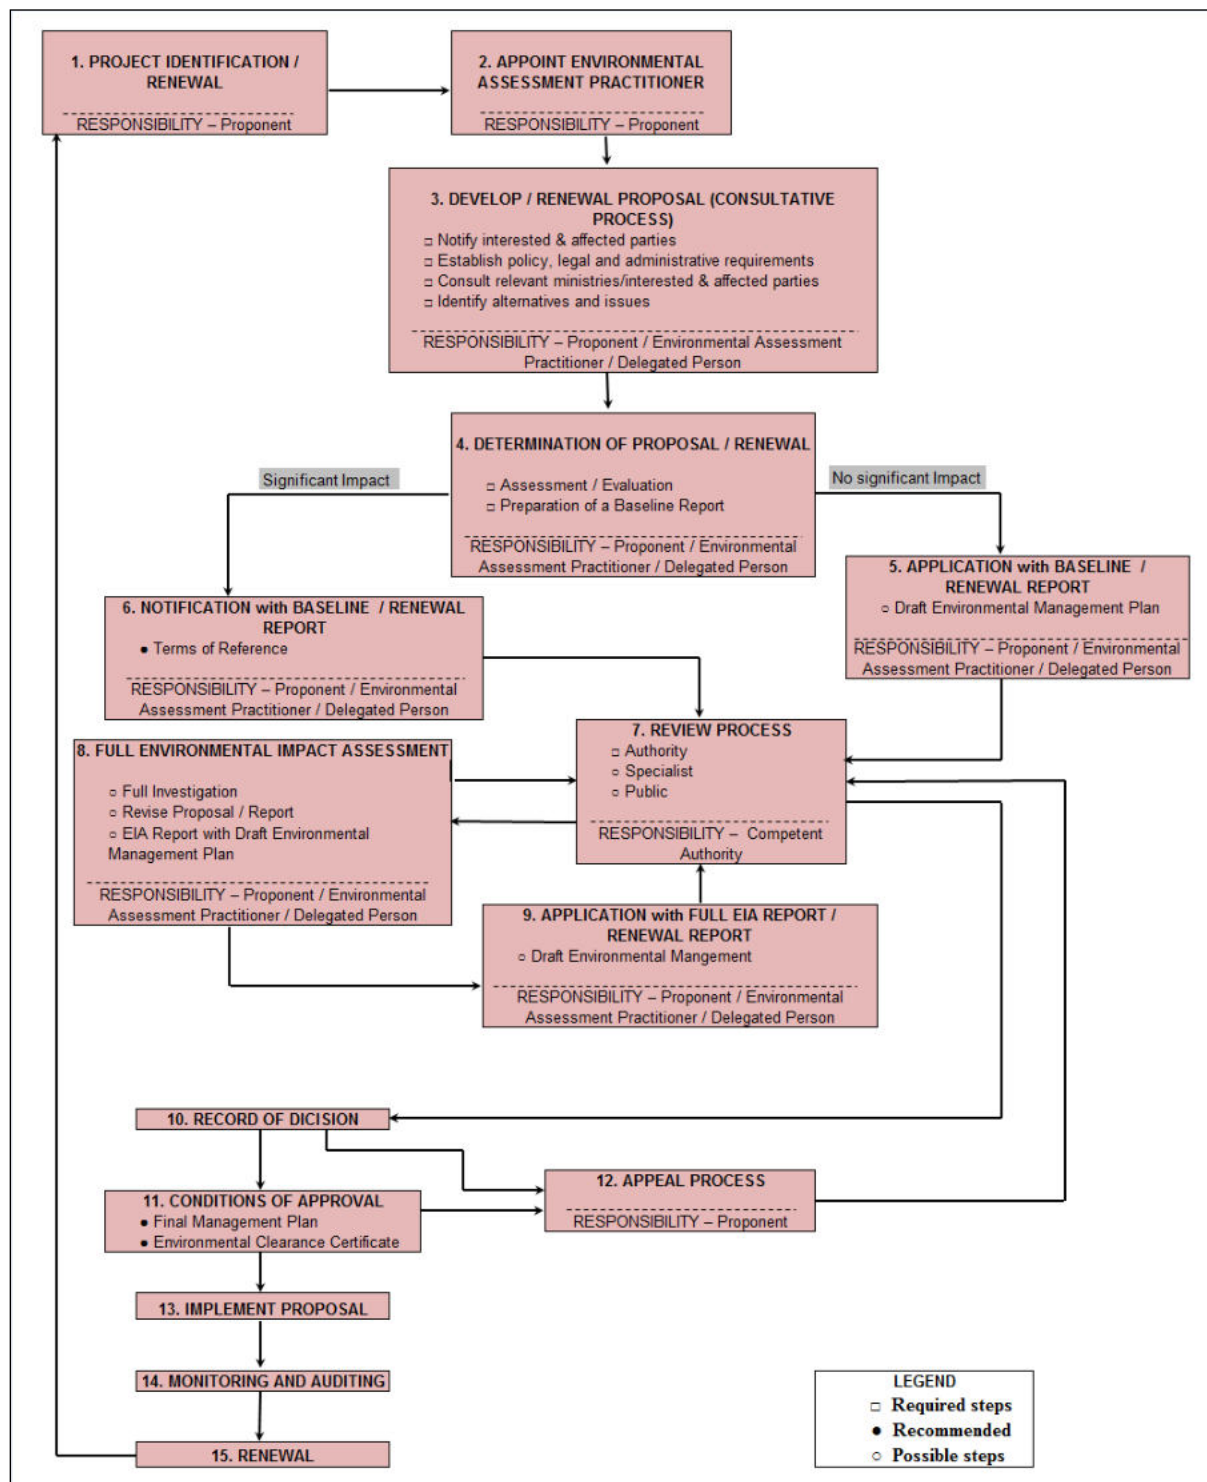 1. PROJECT IDENTIFICATION /
RENEWAL
RESPONSIBILITY – Proponent
2. APPOINT ENVIRONMENTAL
ASSESSMENT PRACTITIONER
RESPONSIBILITY – Proponent
3. DEVELOP / RENEWAL PROPOSAL (CONSULTATIVE
PROCESS)
□ Notify interested & affected parties
□ Establish policy, legal and administrative requirements
□ Consult relevant ministries/interested & affected parties
□ Identify alternatives and issues
RESPONSIBILITY – Proponent / Environmental Assessment
Practitioner / Delegated Person
4. DETERMINATION OF PROPOSAL / RENEWAL
□ Assessment / Evaluation
□ Preparation of a Baseline Report
RESPONSIBILITY – Proponent / Environmental
Assessment Practitioner / Delegated Person
Significant Impact
No significant Impact
5. APPLICATION with BASELINE /
RENEWAL REPORT
○ Draft Environmental Management Plan
RESPONSIBILITY – Proponent / Environmental
Assessment Practitioner / Delegated Person
6. NOTIFICATION with BASELINE / RENEWAL
REPORT
● Terms of Reference
RESPONSIBILITY – Proponent / Environmental
Assessment Practitioner / Delegated Person
7. REVIEW PROCESS
□ Authority
○ Specialist
○ Public
RESPONSIBILITY – Competent
Authority
8. FULL ENVIRONMENTAL IMPACT ASSESSMENT
○ Full Investigation
○ Revise Proposal / Report
○ EIA Report with Draft Environmental
Management Plan
RESPONSIBILITY – Proponent / Environmental
Assessment Practitioner / Delegated Person
9. APPLICATION with FULL EIA REPORT /
RENEWAL REPORT
○ Draft Environmental Mangement
RESPONSIBILITY – Proponent / Environmental
Assessment Practitioner / Delegated Person
10. RECORD OF DICISION
11. CONDITIONS OF APPROVAL
● Final Management Plan
● Environmental Clearance Certificate
12. APPEAL PROCESS
RESPONSIBILITY – Proponent
13. IMPLEMENT PROPOSAL
14. MONITORING AND AUDITING
15. RENEWAL
LEGEND
□ Required steps
● Recommended
○ Possible steps